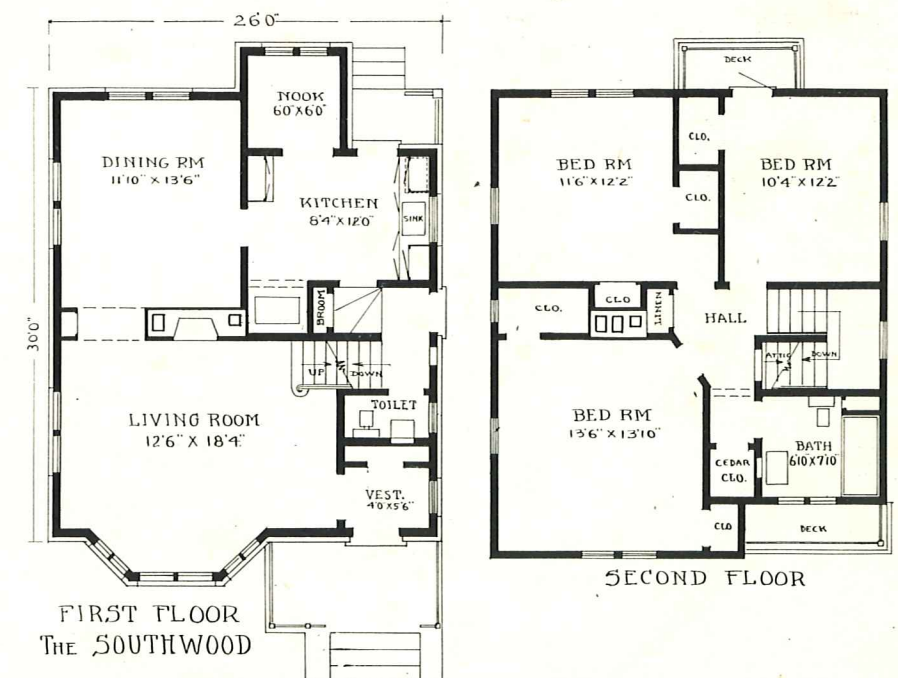 26'0"
NOOK
6'0" X 6'0"
DINING RM
11'10" X 13'6"
KITCHEN
8'4" X 12'0"
SINK
30'0"
BROOM
UP
DOWN
TOILET
LIVING ROOM
12'6" X 18'4"
VEST.
4'0 X 5'6"
FIRST FLOOR
THE SOUTHWOOD
DECK
CLO.
BED RM
11'6" X 12'2"
BED RM
10'4" X 12'2"
CLO.
CLO.
CLO
LINEN
HALL
ATTIC
DOWN
BED RM
13'6" X 13'10"
BATH
6'10 X 7'10"
CEDAR
CLO.
CLO
DECK
SECOND FLOOR